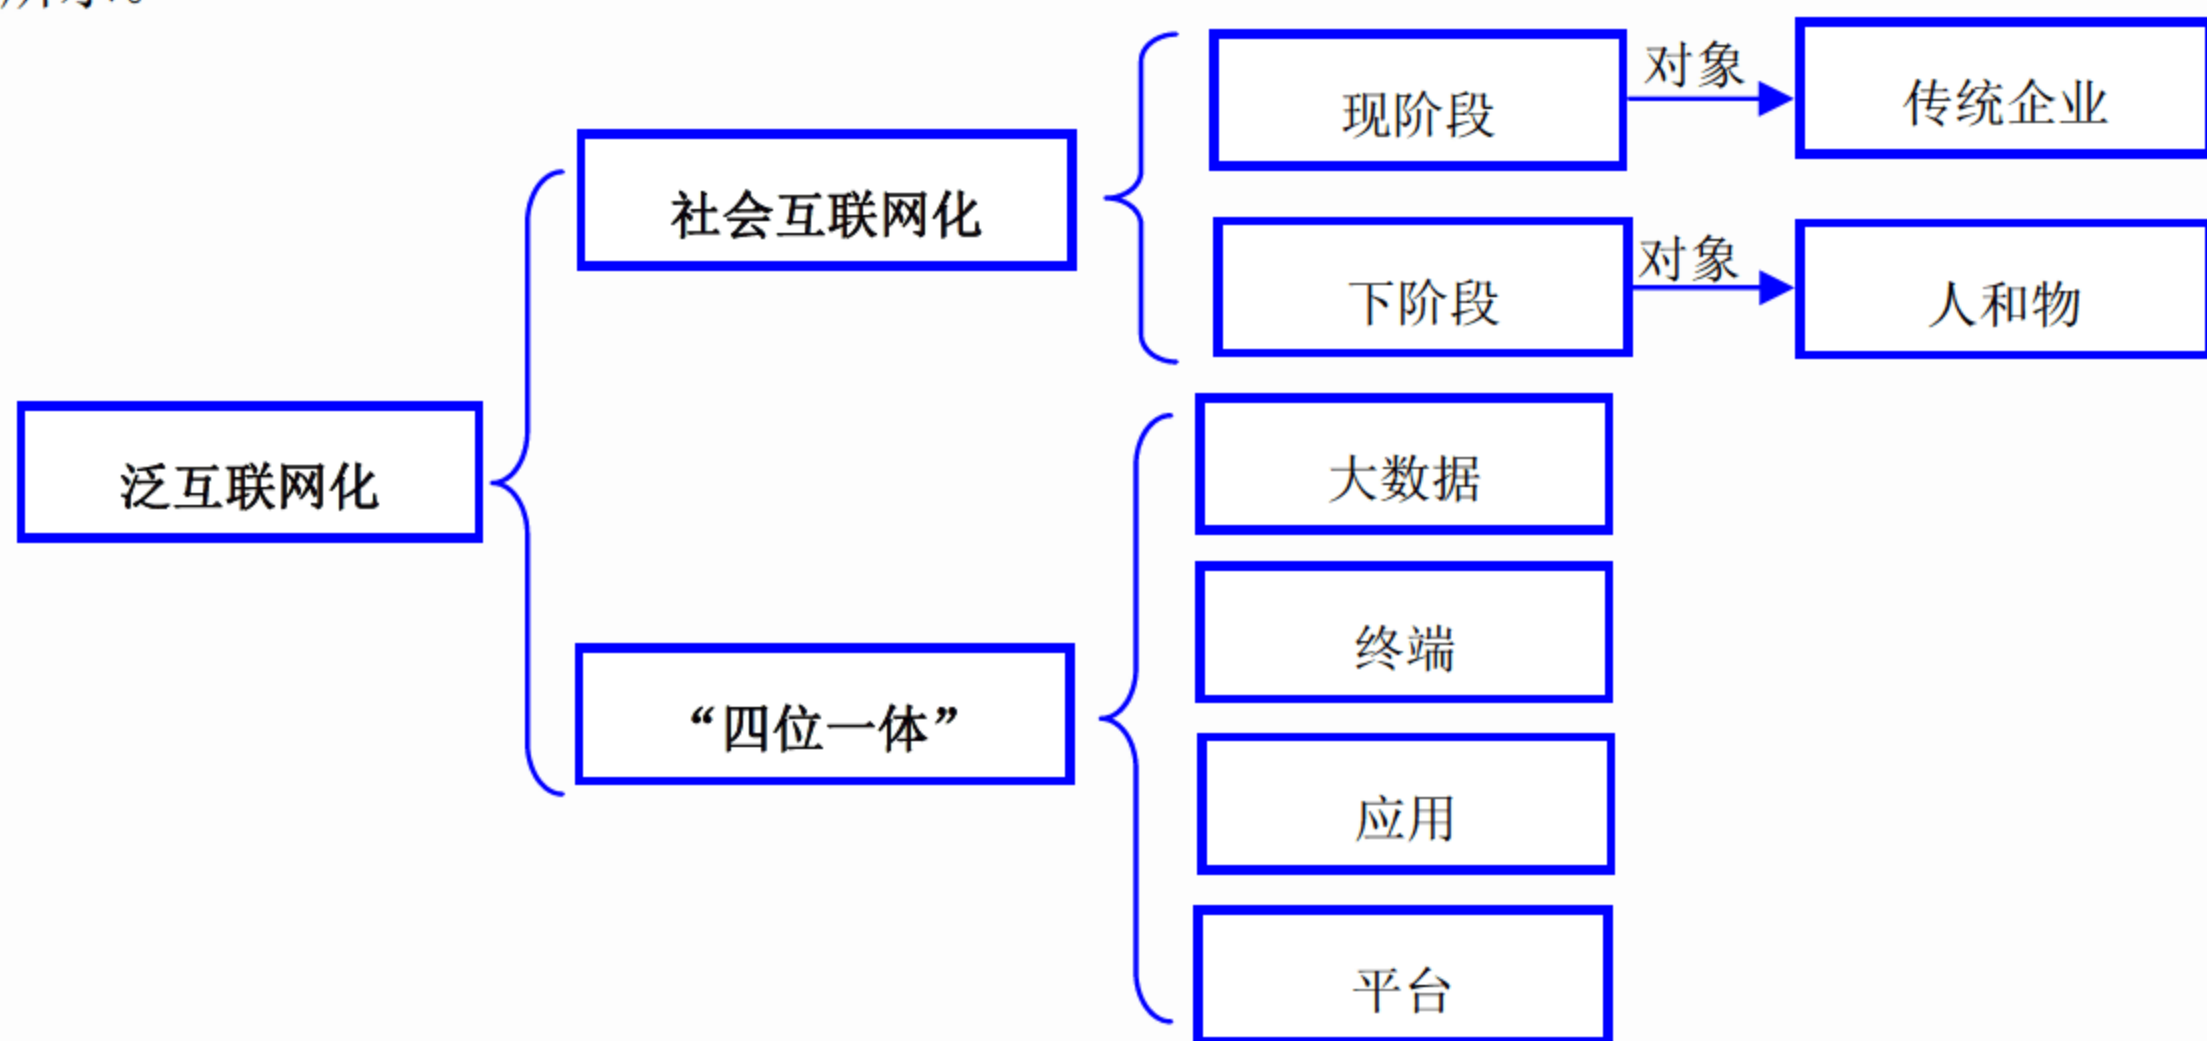 对象
现阶段
传统企业
社会互联网化
对象
下阶段
人和物
泛互联网化
大数据
终端
“四位一体”
应用
平台